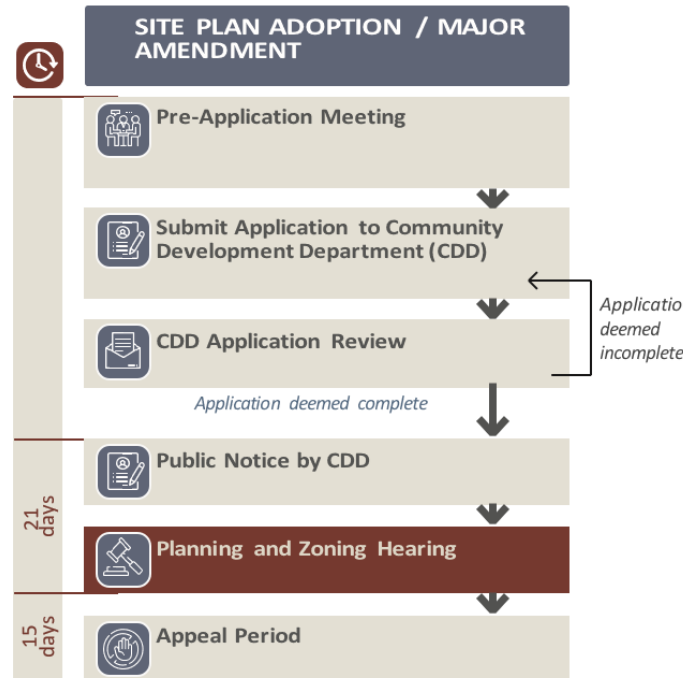 SITE PLAN ADOPTION / MAJOR
AMENDMENT
Pre-Application Meeting
Submit Application to Community
Development Department (CDD)
Applicatio
deemed
incomplete
CDD Application Review
Application deemed complete
Public Notice by CDD
21
days
Planning and Zoning Hearing
15
days
Appeal Period